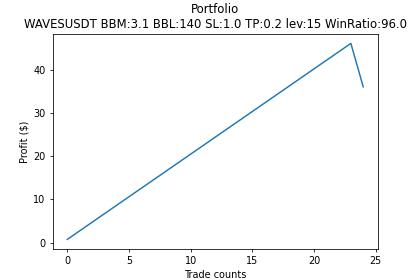 Portfolio
WAVESUSDT BBM:3.1 BBL:140 SL:1.0 TP:0.2 lev:15 WinRatio:96.0
40
30
20
10
0
Profit ($)
0 5 10 15 20 25
Trade counts